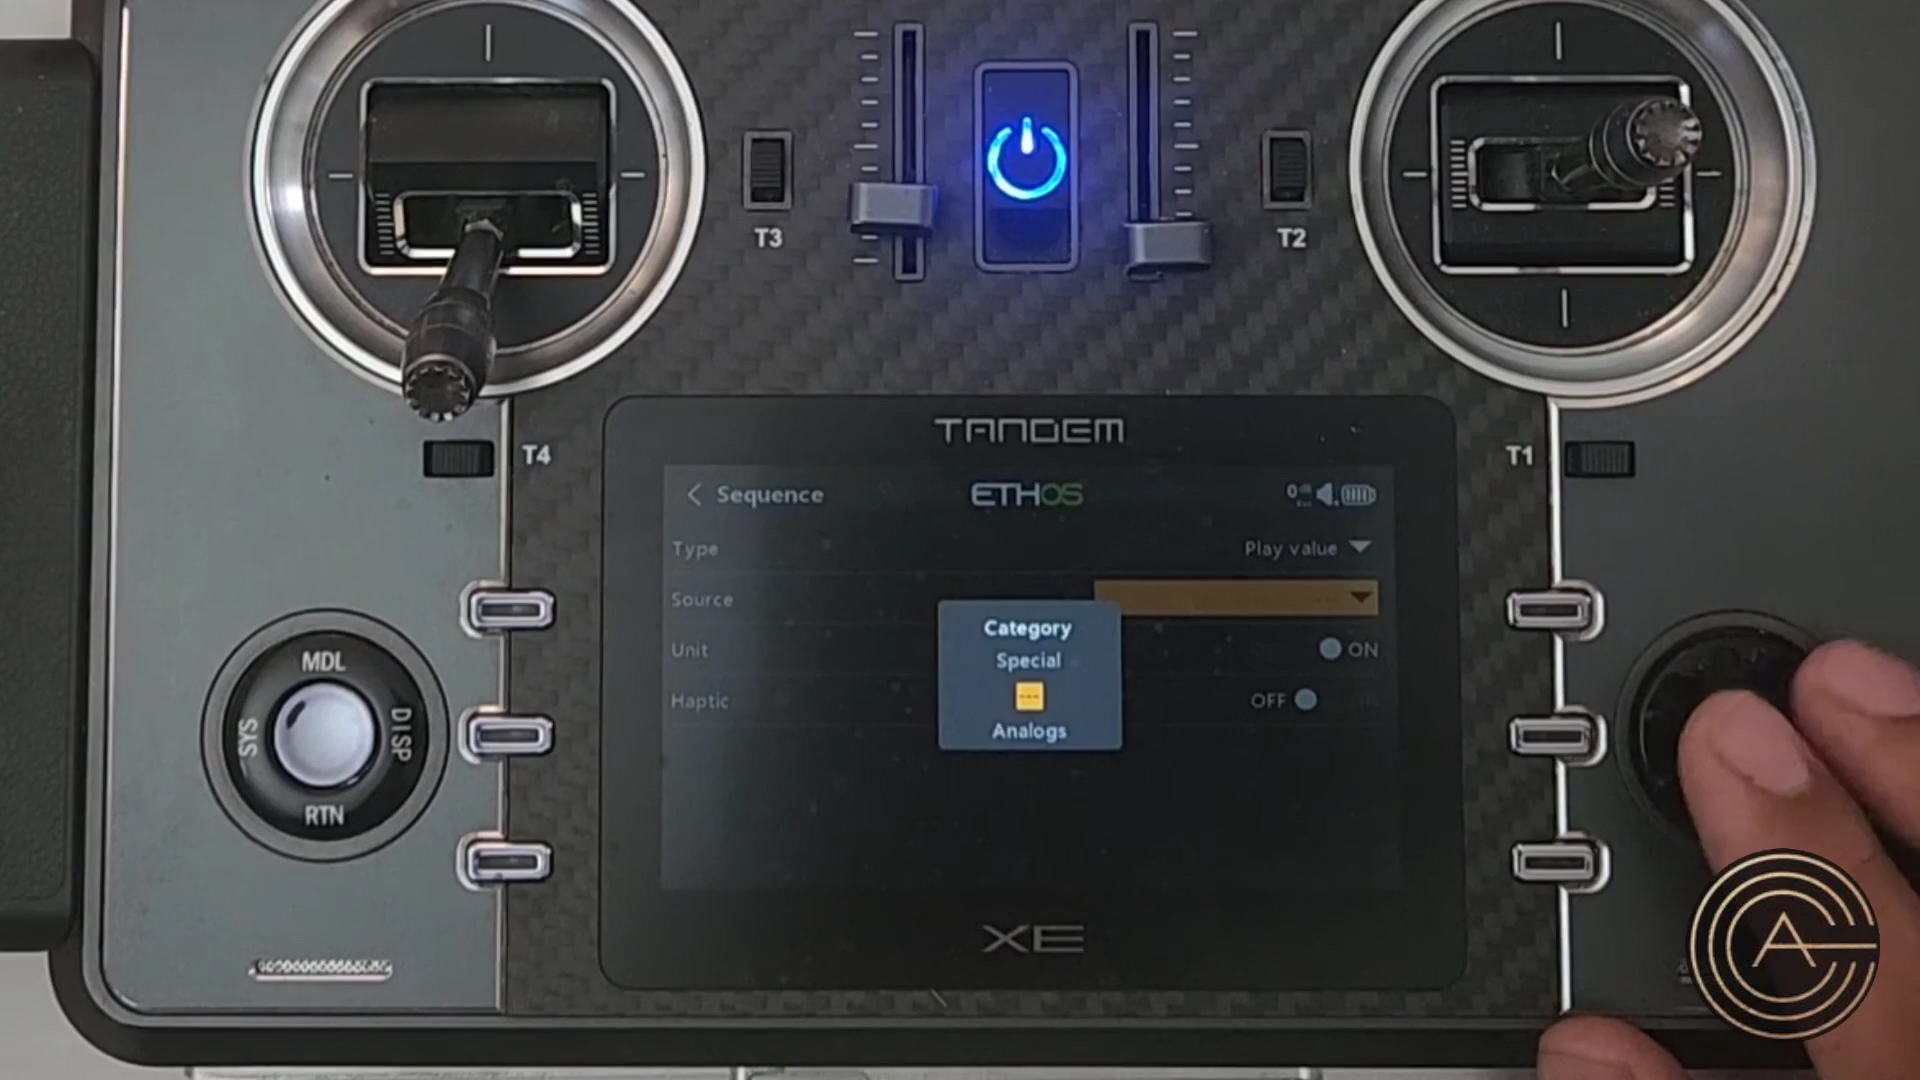 T3
T2
T4
T1
TANDEM
Sequence
ETHOS
Type
Play value
Source
---
Category
Special
---
Analogs
Unit
ON
Haptic
OFF
MDL
SYS
DISP
RTN
XE
AC